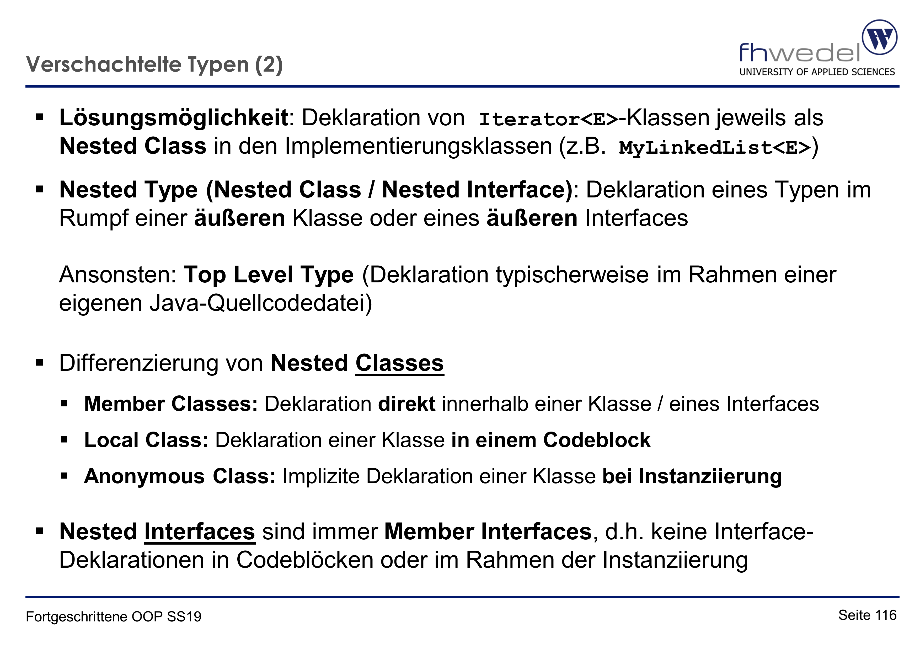 Verschachtelte Typen (2)
fhwedel
UNIVERSITY OF APPLIED SCIENCES
W
▪ Lösungsmöglichkeit: Deklaration von Iterator<E>-Klassen jeweils als
Nested Class in den Implementierungsklassen (z.B. MyLinkedList<E>)
▪ Nested Type (Nested Class / Nested Interface): Deklaration eines Typen im
Rumpf einer äußeren Klasse oder eines äußeren Interfaces
Ansonsten: Top Level Type (Deklaration typischerweise im Rahmen einer
eigenen Java-Quellcodedatei)
▪ Differenzierung von Nested Classes
▪ Member Classes: Deklaration direkt innerhalb einer Klasse / eines Interfaces
▪ Local Class: Deklaration einer Klasse in einem Codeblock
▪ Anonymous Class: Implizite Deklaration einer Klasse bei Instanziierung
▪ Nested Interfaces sind immer Member Interfaces, d.h. keine Interface-
Deklarationen in Codeblöcken oder im Rahmen der Instanziierung
Fortgeschrittene OOP SS19
Seite 116